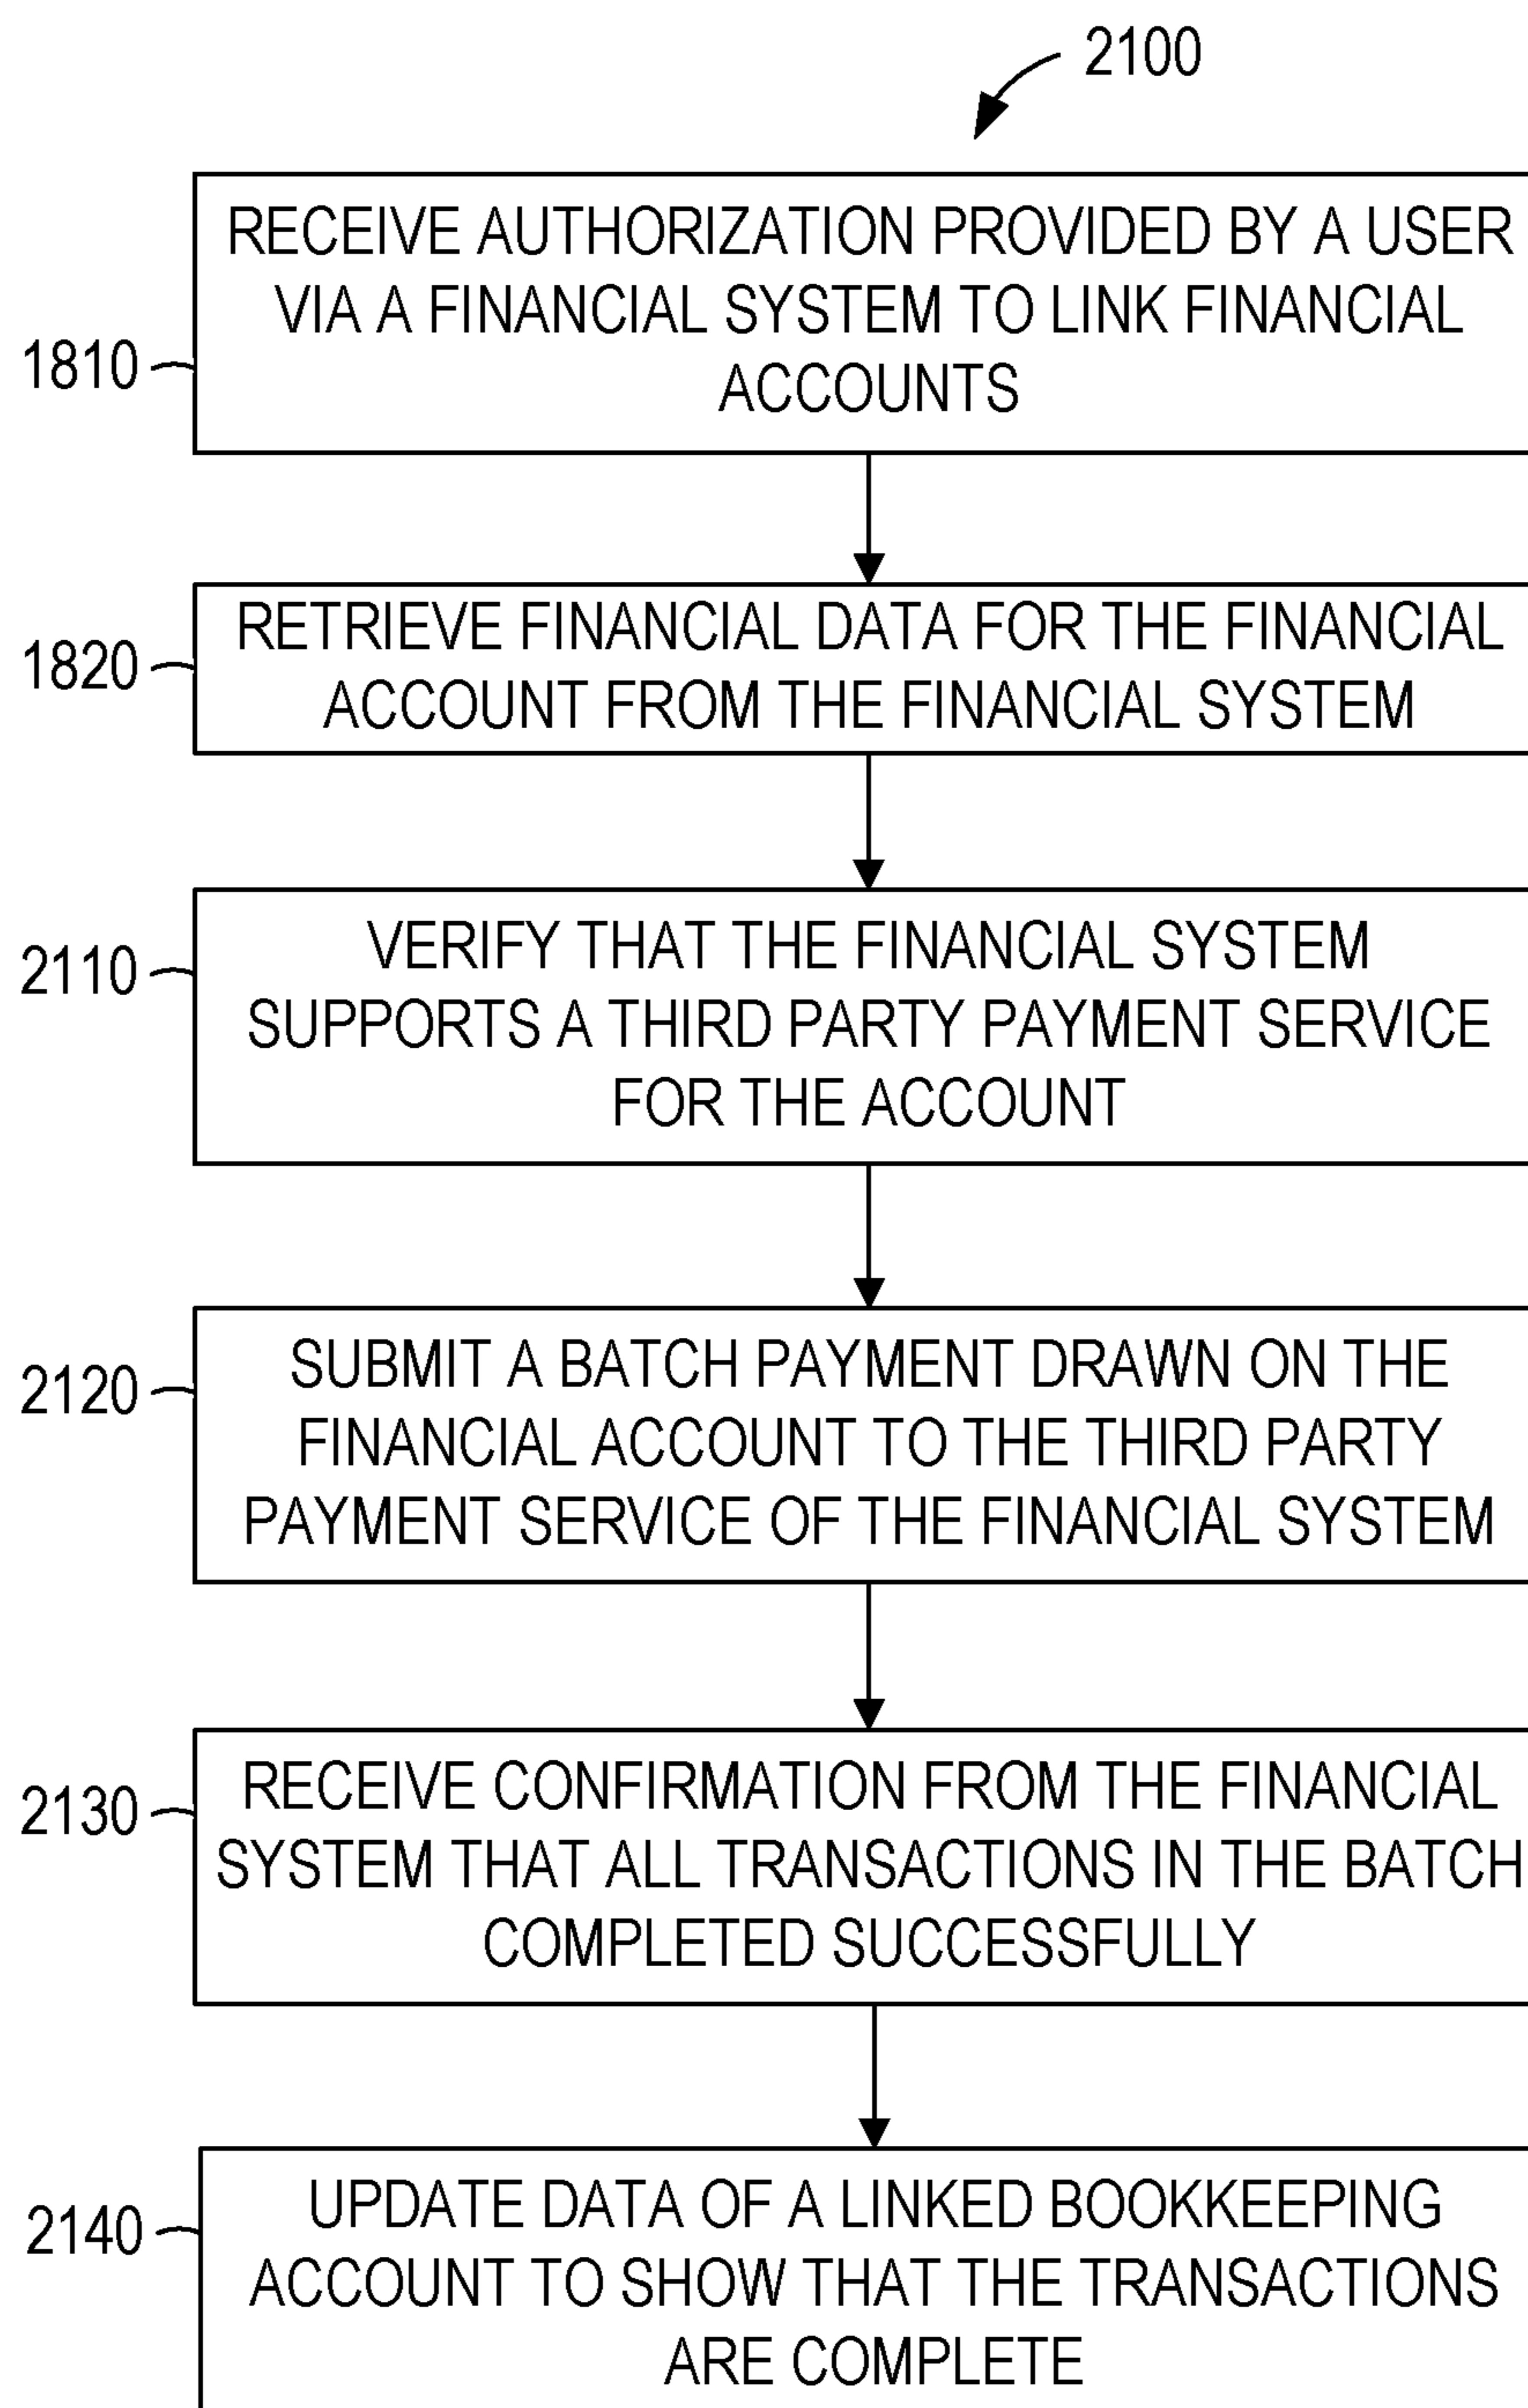 2100
RECEIVE AUTHORIZATION PROVIDED BY A USER
VIA A FINANCIAL SYSTEM TO LINK FINANCIAL
ACCOUNTS
1810
RETRIEVE FINANCIAL DATA FOR THE FINANCIAL
ACCOUNT FROM THE FINANCIAL SYSTEM
1820
VERIFY THAT THE FINANCIAL SYSTEM
SUPPORTS A THIRD PARTY PAYMENT SERVICE
FOR THE ACCOUNT
2110
SUBMIT A BATCH PAYMENT DRAWN ON THE
FINANCIAL ACCOUNT TO THE THIRD PARTY
PAYMENT SERVICE OF THE FINANCIAL SYSTEM
2120
RECEIVE CONFIRMATION FROM THE FINANCIAL
SYSTEM THAT ALL TRANSACTIONS IN THE BATCH
COMPLETED SUCCESSFULLY
2130
UPDATE DATA OF A LINKED BOOKKEEPING
ACCOUNT TO SHOW THAT THE TRANSACTIONS
ARE COMPLETE
2140